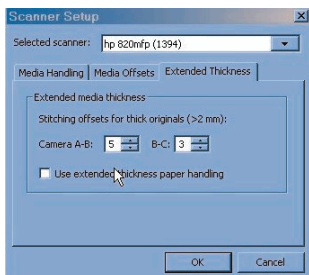 Scanner Setup
Selected scanner: hp 820mfp (1394)
Media Handling Media Offsets Extended Thickness
Extended media thickness
Stitching offsets for thick originals (>2 mm):
Camera A-B: 5 B-C: 3
Use extended thickness paper handling
OK Cancel